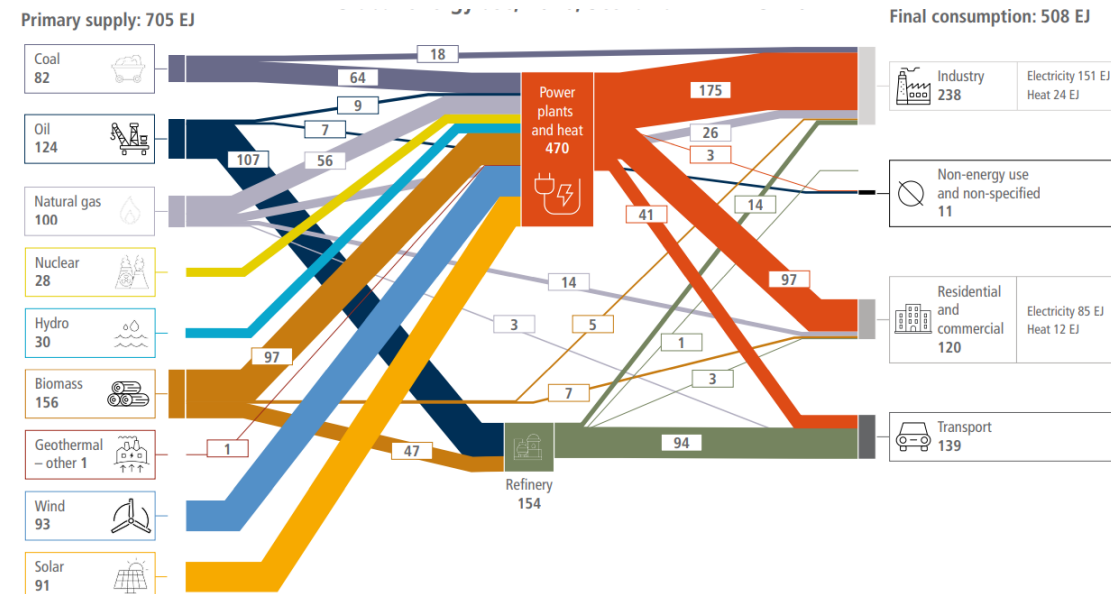 Primary supply: 705 EJ
Final consumption: 508 EJ
Coal
82
Oil
124
Natural gas
100
Nuclear
28
Hydro
30
Biomass
156
Geothermal
– other 1
Wind
93
Solar
91
18
64
9
7
107
56
97
1
47
Power
plants
and heat
470
Refinery
154
175
26
3
41
14
97
14
3
5
1
3
7
94
Industry
238
Electricity 151 EJ
Heat 24 EJ
Non-energy use
and non-specified
11
Residential
and
commercial
120
Electricity 85 EJ
Heat 12 EJ
Transport
139